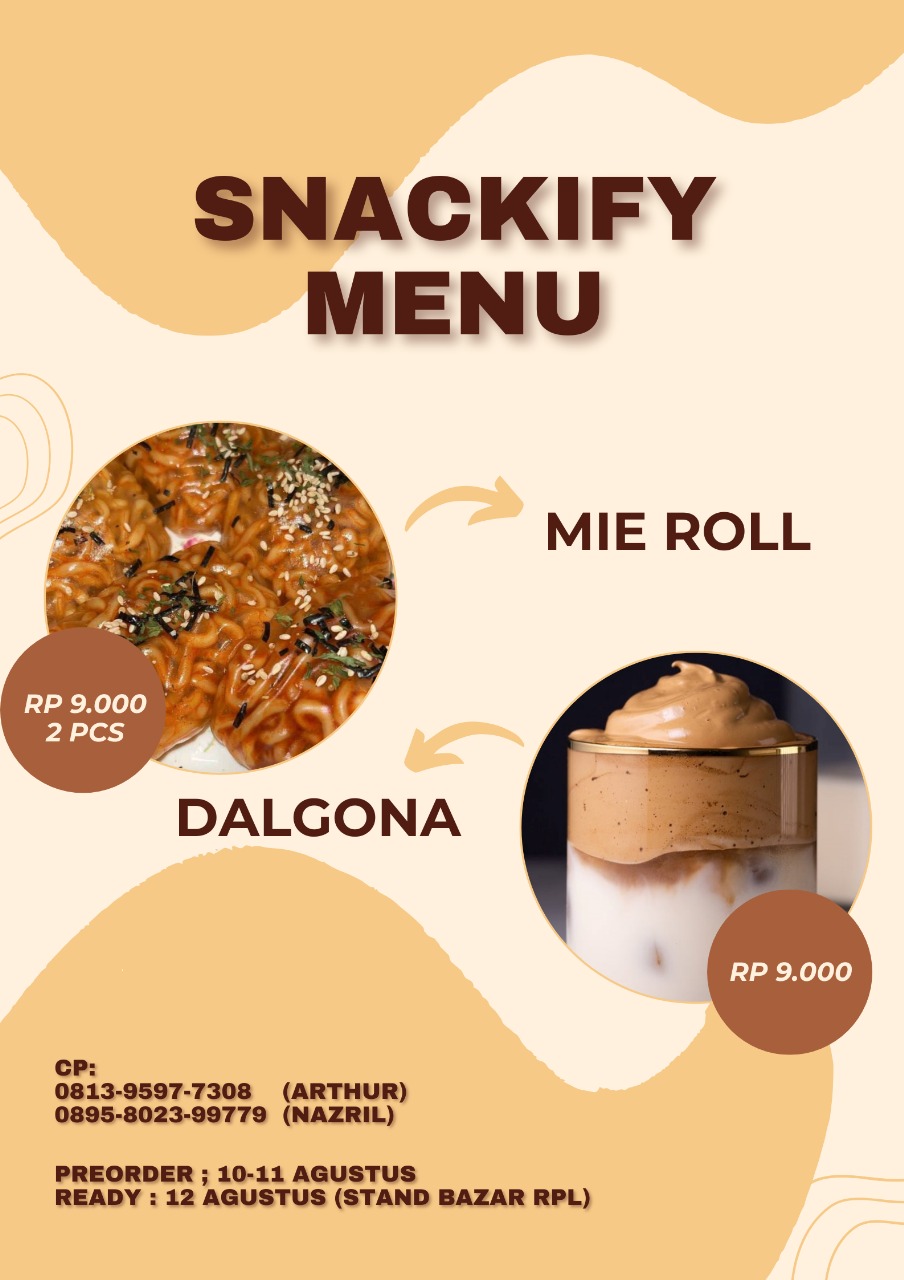 SNACKIFY
MENU
MIE ROLL
RP 9.000
2 PCS
DALGONA
RP 9.000
CP:
0813-9597-7308 (ARTHUR)
0895-8023-99779 (NAZRIL)
PREORDER ; 10-11 AGUSTUS
READY : 12 AGUSTUS (STAND BAZAR RPL)